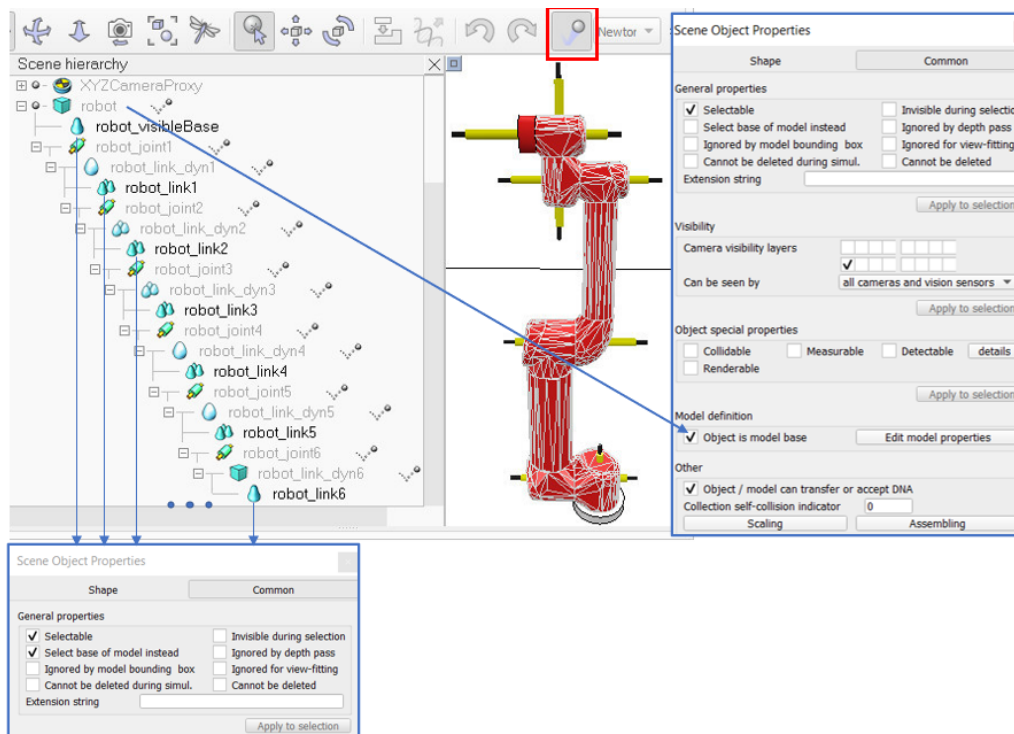 Newtor
Scene hierarchy
XYZCameraProxy
robot
robot_visibleBase
robot_joint1
robot_link_dyn1
robot_link1
robot_joint2
robot_link_dyn2
robot_link2
robot_joint3
robot_link_dyn3
robot_link3
robot_joint4
robot_link_dyn4
robot_link4
robot_joint5
robot_link_dyn5
robot_link5
robot_joint6
robot_link_dyn6
robot_link6
Scene Object Properties
Shape Common
General properties
Selectable Invisible during selectio
Select base of model instead Ignored by depth pass
Ignored by model bounding box Ignored for view-fitting
Cannot be deleted during simul. Cannot be deleted
Extension string
Apply to selection
Visibility
Camera visibility layers
Can be seen by all cameras and vision sensors
Apply to selection
Object special properties
Collidable Measurable Detectable details
Renderable
Apply to selection
Model definition
Object is model base Edit model properties
Other
Object / model can transfer or accept DNA
Collection self-collision indicator 0
Scaling Assembling
Scene Object Properties
Shape Common
General properties
Selectable Invisible during selection
Select base of model instead Ignored by depth pass
Ignored by model bounding box Ignored for view-fitting
Cannot be deleted during simul. Cannot be deleted
Extension string
Apply to selection